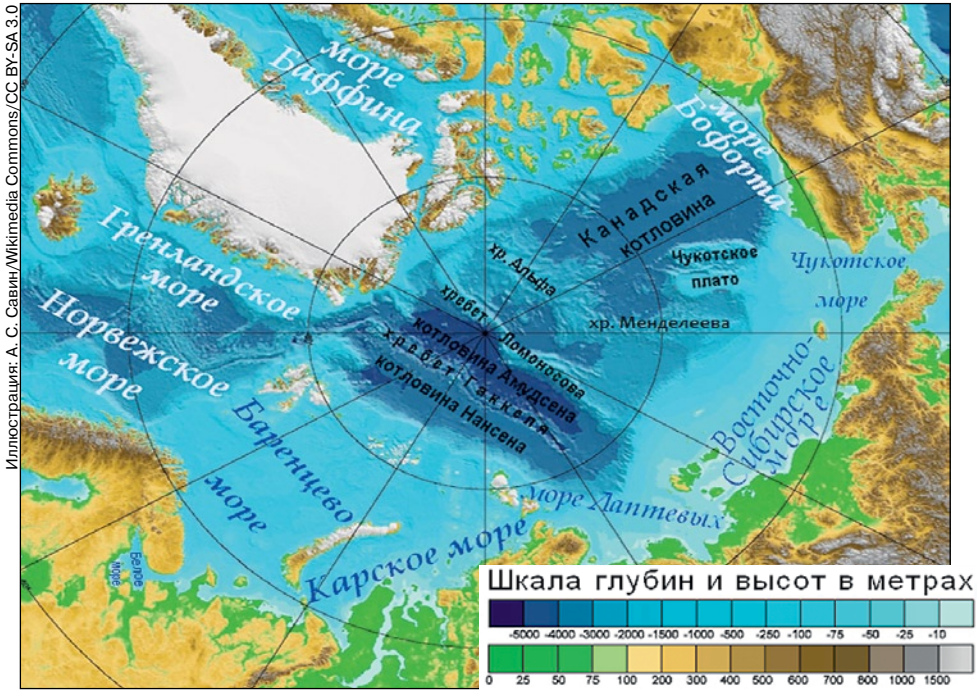 Иллюстрация: А. С. Савин/Wikimedia Commons/CC BY-SA 3.0
море
Баффина
море
Бофорта
Канадская
котловина
Чукотское
плато
Чукотское
море
Гренландское
море
хр. Альфа
хребет Ломоносова
хр. Менделеева
Норвежское
море
котловина Амудсена
хребет Гаккеля
котловина Нансена
Восточно-
Сибирское
море
Баренцево
море
море Лаптевых
Карское море
Белое
море
Шкала глубин и высот в метрах
-5000 -4000 -3000 -2000 -1500 -1000 -500 -250 -100 -75 -50 -25 -10
0 25 50 75 100 200 300 400 500 600 700 800 1000 1500